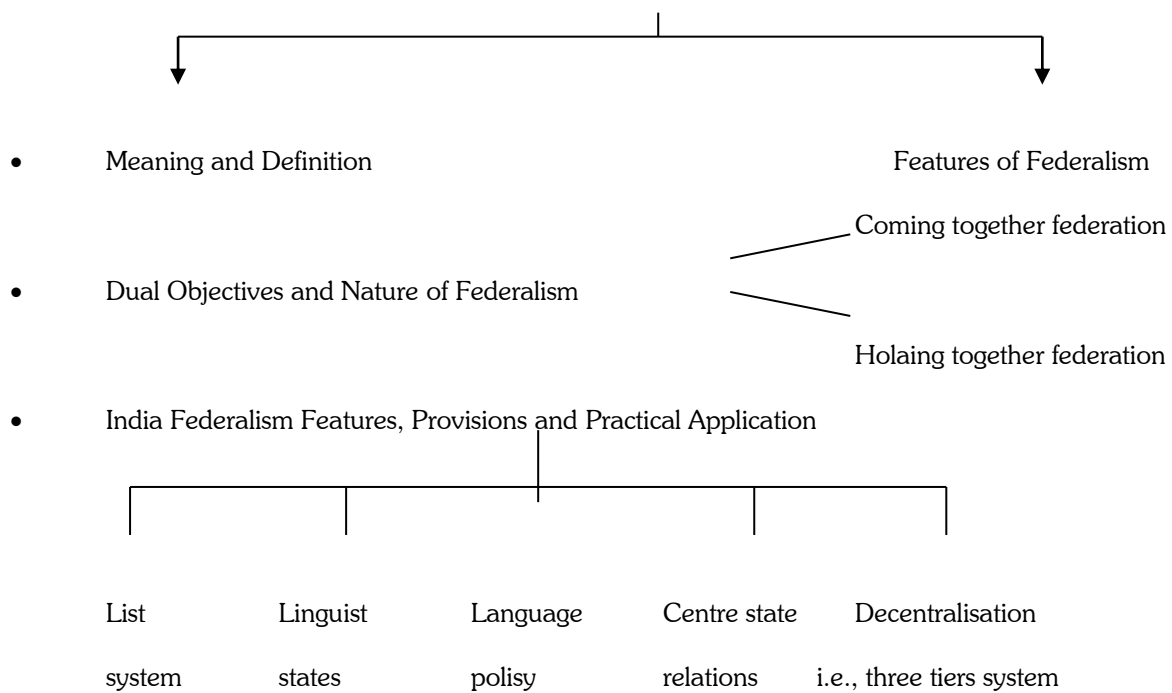 • Meaning and Definition Features of Federalism
Coming together federation
• Dual Objectives and Nature of Federalism
Holaing together federation
• India Federalism Features, Provisions and Practical Application
List Linguist Language Centre state Decentralisation
system states polisy relations i.e., three tiers system